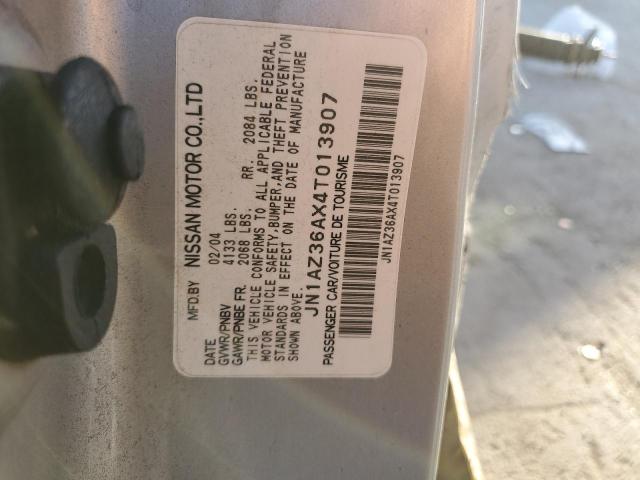 MFD.BY NISSAN MOTOR CO.,LTD
DATE 02/04
GVWR/PNBV 4133 LBS.
GAWR/PNBE FR. 2068 LBS. RR. 2084 LBS.
THIS VEHICLE CONFORMS TO ALL APPLICABLE FEDERAL
MOTOR VEHICLE SAFETY, BUMPER, AND THEFT PREVENTION
STANDARDS IN EFFECT ON THE DATE OF MANUFACTURE
SHOWN ABOVE.
JN1AZ36AX4T013907
PASSENGER CAR/VOITURE DE TOURISME
JN1AZ36AX4T013907